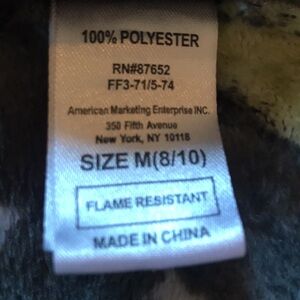 100% POLYESTER
RN#87652
FF3-71/5-74
American Marketing Enterprise INC.
350 Fifth Avenue
New York, NY 10118
SIZE M(8/10)
FLAME RESISTANT
MADE IN CHINA